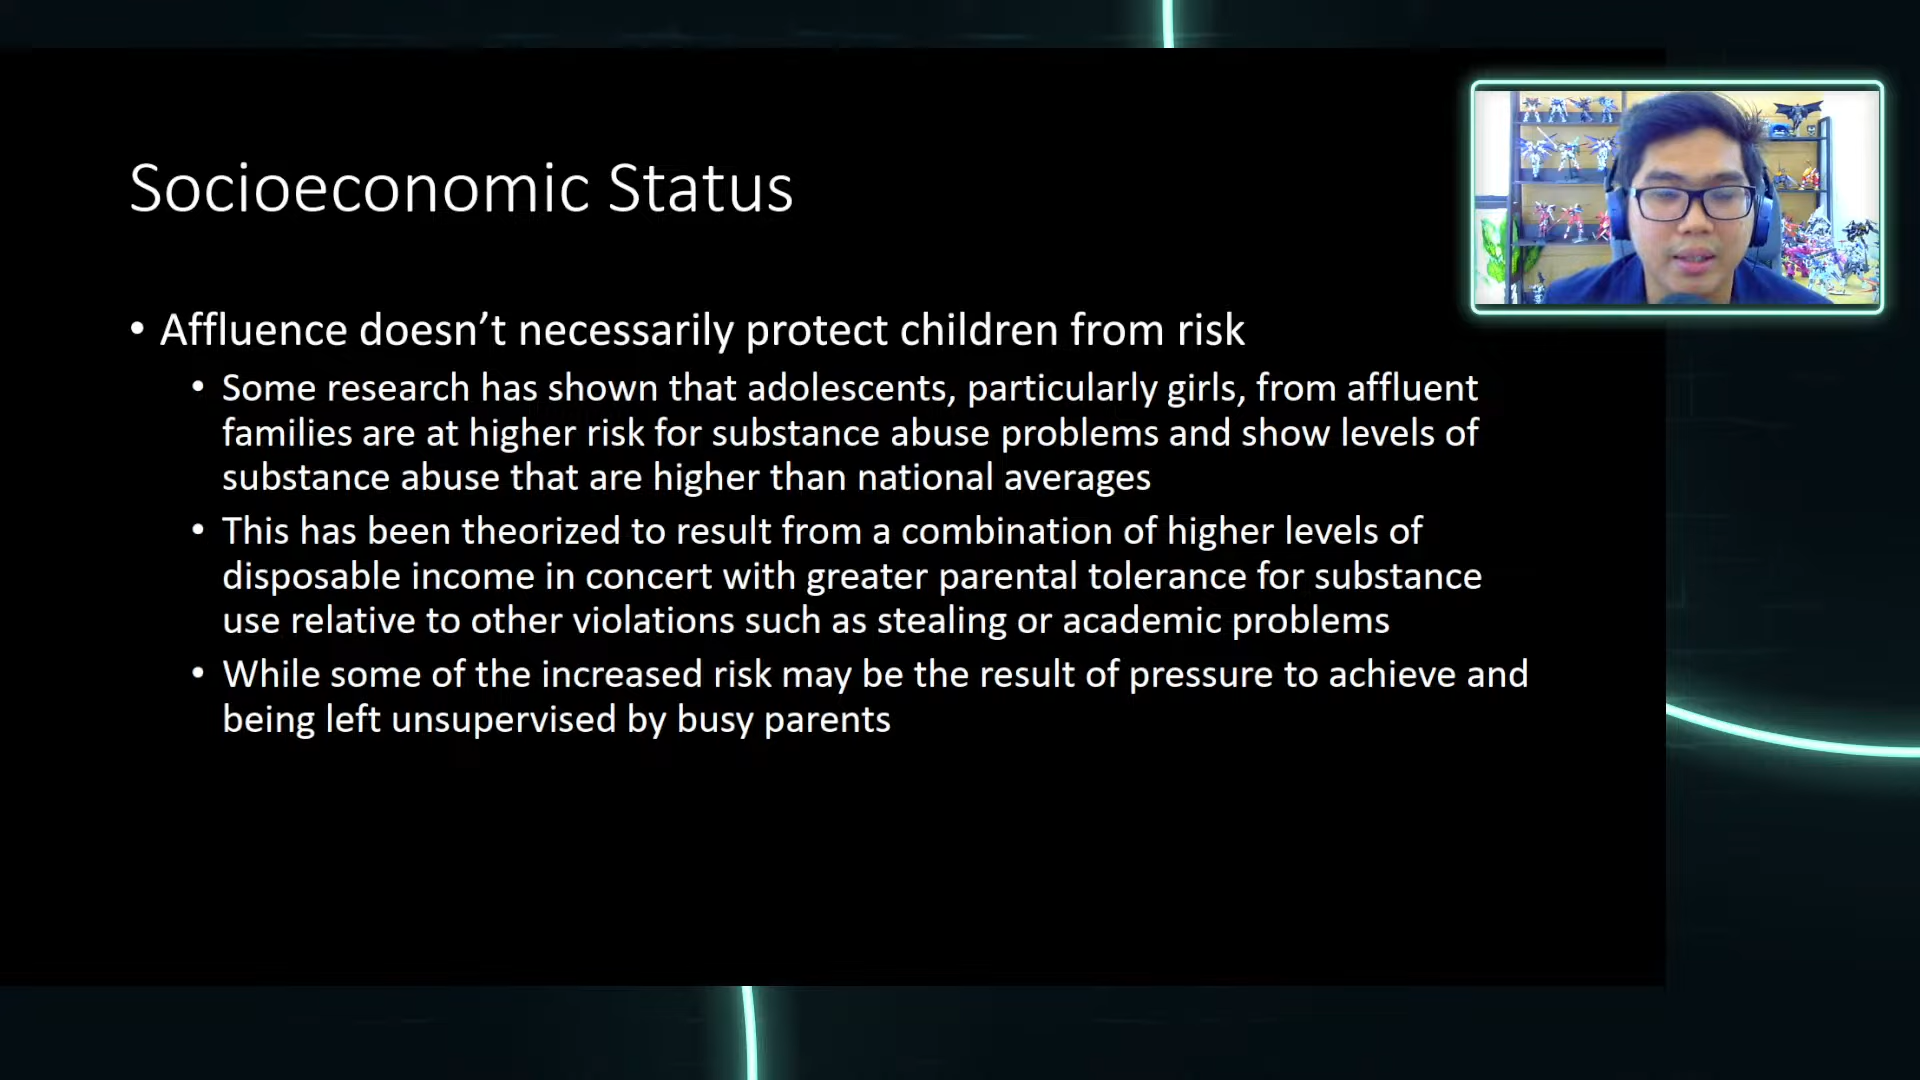 Socioeconomic Status
• Affluence doesn't necessarily protect children from risk
• Some research has shown that adolescents, particularly girls, from affluent
families are at higher risk for substance abuse problems and show levels of
substance abuse that are higher than national averages
• This has been theorized to result from a combination of higher levels of
disposable income in concert with greater parental tolerance for substance
use relative to other violations such as stealing or academic problems
• While some of the increased risk may be the result of pressure to achieve and
being left unsupervised by busy parents